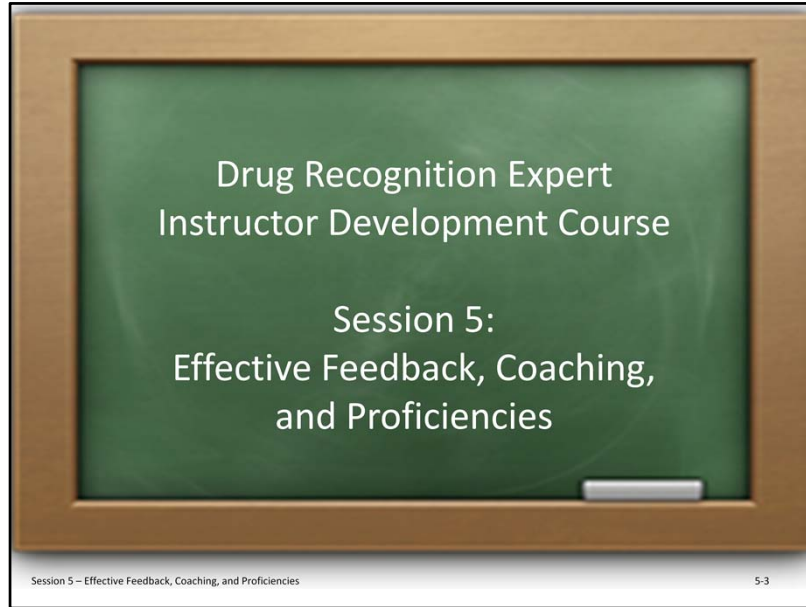 Drug Recognition Expert
Instructor Development Course
Session 5:
Effective Feedback, Coaching,
and Proficiencies
Session 5 – Effective Feedback, Coaching, and Proficiencies
5-3